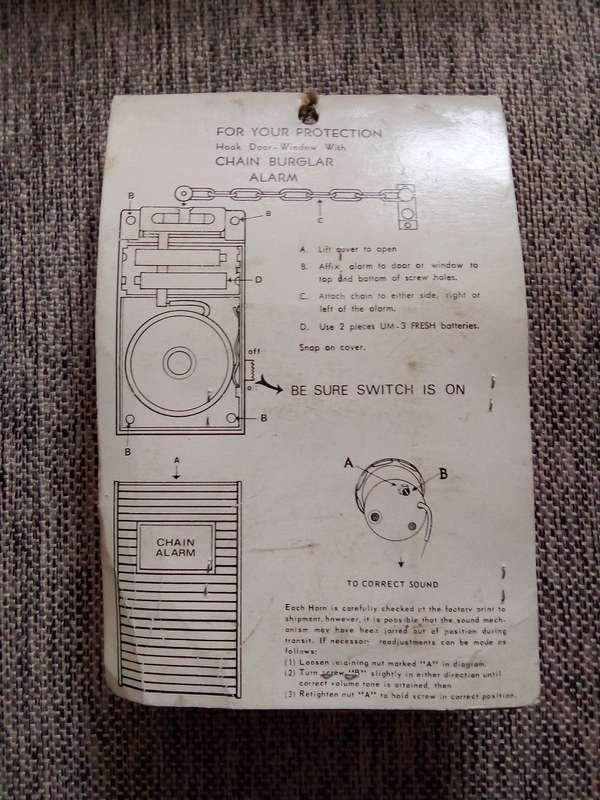 FOR YOUR PROTECTION
Hook Door-Window With
CHAIN BURGLAR
ALARM
B
B
C
A. Lift cover to open
B. Affix alarm to door or window to
top and bottom of screw holes.
C. Attach chain to either side, right or
left of the alarm.
D. Use 2 pieces UM-3 FRESH batteries.
Snap on cover.
D
off
BE SURE SWITCH IS ON
B
B
A
CHAIN
ALARM
A
B
TO CORRECT SOUND
Each Horn is carefully checked at the factory prior to
shipment, however, it is possible that the sound mech-
anism may have been jarred out of position during
transit. If necessary readjustments can be made as
follows:
(1) Loosen retaining nut marked "A" in diagram.
(2) Turn screw "B" slightly in either direction until
correct volume tone is attained, then
(3) Retighten nut "A" to hold screw in correct position.